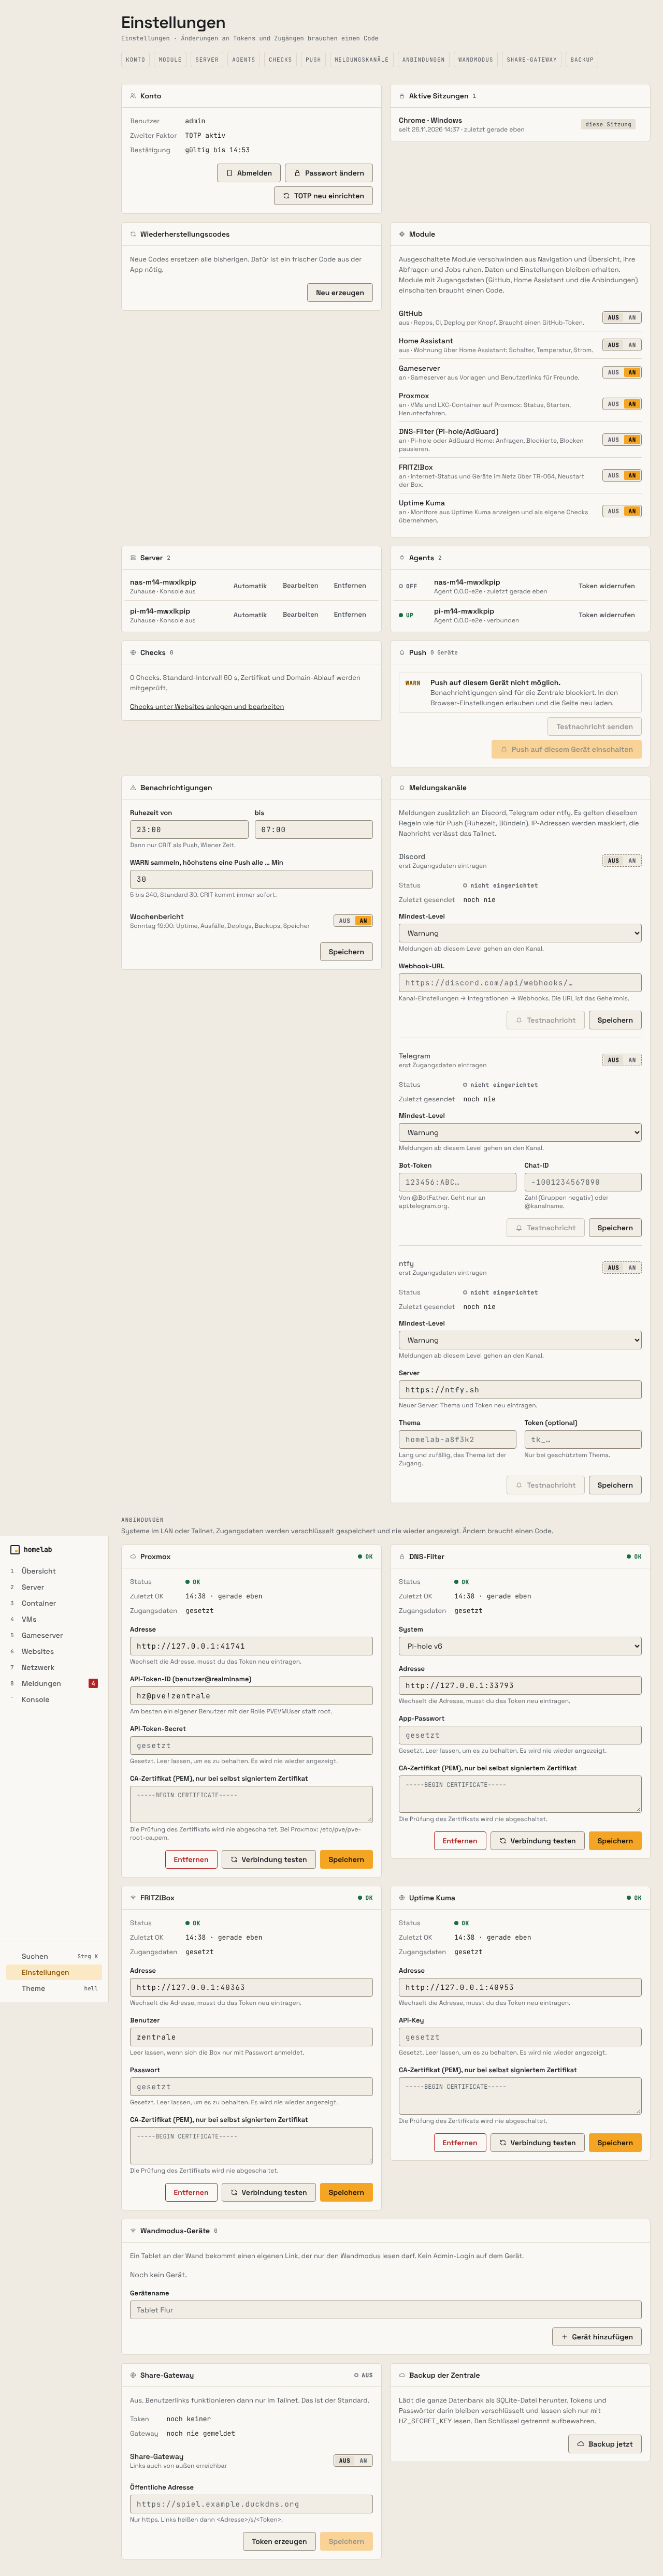 Einstellungen
Einstellungen · Änderungen an Tokens und Zugängen brauchen einen Code
KONTO
MODULE
SERVER
AGENTS
CHECKS
PUSH
MELDUNGSKANÄLE
ANBINDUNGEN
WANDMODUS
SHARE-GATEWAY
BACKUP
Konto
Benutzer admin
Zweiter Faktor TOTP aktiv
Bestätigung gültig bis 14:53
Abmelden
Passwort ändern
TOTP neu einrichten
Aktive Sitzungen 1
Chrome · Windows
seit 26.11.2026 14:37 · zuletzt gerade eben
diese Sitzung
Wiederherstellungscodes
Neue Codes ersetzen alle bisherigen. Dafür ist ein frischer Code aus der
App nötig.
Neu erzeugen
Module
Ausgeschaltete Module verschwinden aus Navigation und Übersicht, ihre
Abfragen und Jobs ruhen. Daten und Einstellungen bleiben erhalten.
Module mit Zugangsdaten (GitHub, Home Assistant und die Anbindungen)
einschalten braucht einen Code.
GitHub
aus · Repos, CI, Deploy per Knopf. Braucht einen GitHub-Token.
AUS AN
Home Assistant
aus · Wohnung über Home Assistant: Schalter, Temperatur, Strom.
AUS AN
Gameserver
an · Gameserver aus Vorlagen und Benutzerlinks für Freunde.
AUS AN
Proxmox
an · VMs und LXC-Container auf Proxmox: Status, Starten,
Herunterfahren.
AUS AN
DNS-Filter (Pi-hole/AdGuard)
an · Pi-hole oder AdGuard Home: Anfragen, Blockierte, Blocken
pausieren.
AUS AN
FRITZ!Box
an · Internet-Status und Geräte im Netz über TR-064, Neustart
der Box.
AUS AN
Uptime Kuma
an · Monitore aus Uptime Kuma anzeigen und als eigene Checks
übernehmen.
AUS AN
Server 2
nas-m14-mwxlkpip
Zuhause · Konsole aus
Automatik Bearbeiten Entfernen
pi-m14-mwxlkpip
Zuhause · Konsole aus
Automatik Bearbeiten Entfernen
Agents 2
OFF
nas-m14-mwxlkpip
Agent 0.0.0-e2e · zuletzt gerade eben
Token widerrufen
UP
pi-m14-mwxlkpip
Agent 0.0.0-e2e · verbunden
Token widerrufen
Checks 0
0 Checks. Standard-Intervall 60 s, Zertifikat und Domain-Ablauf werden
mitgeprüft.
Checks unter Websites anlegen und bearbeiten
Push 0 Geräte
WARN
Push auf diesem Gerät nicht möglich.
Benachrichtigungen sind für die Zentrale blockiert. In den
Browser-Einstellungen erlauben und die Seite neu laden.
Testnachricht senden
Push auf diesem Gerät einschalten
Benachrichtigungen
Ruhezeit von bis
23:00 07:00
Dann nur CRIT als Push, Wiener Zeit.
WARN sammeln, höchstens eine Push alle … Min
30
5 bis 240, Standard 30. CRIT kommt immer sofort.
Wochenbericht
Sonntag 19:00: Uptime, Ausfälle, Deploys, Backups, Speicher
AUS AN
Speichern
Meldungskanäle
Meldungen zusätzlich an Discord, Telegram oder ntfy. Es gelten dieselben
Regeln wie für Push (Ruhezeit, Bündeln). IP-Adressen werden maskiert, die
Nachricht verlässt das Tailnet.
Discord
erst Zugangsdaten eintragen
AUS AN
Status nicht eingerichtet
Zuletzt gesendet noch nie
Mindest-Level
Warnung
Meldungen ab diesem Level gehen an den Kanal.
Webhook-URL
https://discord.com/api/webhooks/…
Kanal-Einstellungen → Integrationen → Webhooks. Die URL ist das Geheimnis.
Testnachricht
Speichern
Telegram
erst Zugangsdaten eintragen
AUS AN
Status nicht eingerichtet
Zuletzt gesendet noch nie
Mindest-Level
Warnung
Meldungen ab diesem Level gehen an den Kanal.
Bot-Token Chat-ID
123456:ABC… -1001234567890
Von @BotFather. Geht nur an
api.telegram.org.
Zahl (Gruppen negativ) oder
@kanalname.
Testnachricht
Speichern
ntfy
erst Zugangsdaten eintragen
AUS AN
Status nicht eingerichtet
Zuletzt gesendet noch nie
Mindest-Level
Warnung
Meldungen ab diesem Level gehen an den Kanal.
Server
https://ntfy.sh
Neuer Server: Thema und Token neu eintragen.
Thema Token (optional)
homelab-a8f3k2 tk_…
Lang und zufällig, das Thema ist der
Zugang.
Nur bei geschütztem Thema.
Testnachricht
Speichern
homelab
1 Übersicht
2 Server
3 Container
4 VMs
5 Gameserver
6 Websites
7 Netzwerk
8 Meldungen 4
Konsole
Suchen Strg K
Einstellungen
Theme hell
ANBINDUNGEN
Systeme im LAN oder Tailnet. Zugangsdaten werden verschlüsselt gespeichert und nie wieder angezeigt. Ändern braucht einen Code.
Proxmox OK
Status OK
Zuletzt OK 14:38 · gerade eben
Zugangsdaten gesetzt
Adresse
http://127.0.0.1:41741
Wechselt die Adresse, musst du das Token neu eintragen.
API-Token-ID (benutzer@realm!name)
hz@pve!zentrale
Am besten ein eigener Benutzer mit der Rolle PVEVMUser statt root.
API-Token-Secret
gesetzt
Gesetzt. Leer lassen, um es zu behalten. Es wird nie wieder angezeigt.
CA-Zertifikat (PEM), nur bei selbst signiertem Zertifikat
-----BEGIN CERTIFICATE-----
Die Prüfung des Zertifikats wird nie abgeschaltet. Bei Proxmox: /etc/pve/pve-
root-ca.pem.
Entfernen
Verbindung testen
Speichern
DNS-Filter OK
Status OK
Zuletzt OK 14:38 · gerade eben
Zugangsdaten gesetzt
System
Pi-hole v6
Adresse
http://127.0.0.1:33793
Wechselt die Adresse, musst du das Token neu eintragen.
App-Passwort
gesetzt
Gesetzt. Leer lassen, um es zu behalten. Es wird nie wieder angezeigt.
CA-Zertifikat (PEM), nur bei selbst signiertem Zertifikat
-----BEGIN CERTIFICATE-----
Die Prüfung des Zertifikats wird nie abgeschaltet.
Entfernen
Verbindung testen
Speichern
FRITZ!Box OK
Status OK
Zuletzt OK 14:38 · gerade eben
Zugangsdaten gesetzt
Adresse
http://127.0.0.1:40363
Wechselt die Adresse, musst du das Token neu eintragen.
Benutzer
zentrale
Leer lassen, wenn sich die Box nur mit Passwort anmeldet.
Passwort
gesetzt
Gesetzt. Leer lassen, um es zu behalten. Es wird nie wieder angezeigt.
CA-Zertifikat (PEM), nur bei selbst signiertem Zertifikat
-----BEGIN CERTIFICATE-----
Die Prüfung des Zertifikats wird nie abgeschaltet.
Entfernen
Verbindung testen
Speichern
Uptime Kuma OK
Status OK
Zuletzt OK 14:38 · gerade eben
Zugangsdaten gesetzt
Adresse
http://127.0.0.1:40953
Wechselt die Adresse, musst du das Token neu eintragen.
API-Key
gesetzt
Gesetzt. Leer lassen, um es zu behalten. Es wird nie wieder angezeigt.
CA-Zertifikat (PEM), nur bei selbst signiertem Zertifikat
-----BEGIN CERTIFICATE-----
Die Prüfung des Zertifikats wird nie abgeschaltet.
Entfernen
Verbindung testen
Speichern
Wandmodus-Geräte 0
Ein Tablet an der Wand bekommt einen eigenen Link, der nur den Wandmodus lesen darf. Kein Admin-Login auf dem Gerät.
Noch kein Gerät.
Gerätename
Tablet Flur
Gerät hinzufügen
Share-Gateway AUS
Aus. Benutzerlinks funktionieren dann nur im Tailnet. Das ist der Standard.
Token noch keiner
Gateway noch nie gemeldet
Share-Gateway
Links auch von außen erreichbar
AUS AN
Öffentliche Adresse
https://spiel.example.duckdns.org
Nur https. Links heißen dann <Adresse>/s/<Token>.
Token erzeugen
Speichern
Backup der Zentrale
Lädt die ganze Datenbank als SQLite-Datei herunter. Tokens und
Passwörter darin bleiben verschlüsselt und lassen sich nur mit
HZ_SECRET_KEY lesen. Den Schlüssel getrennt aufbewahren.
Backup jetzt